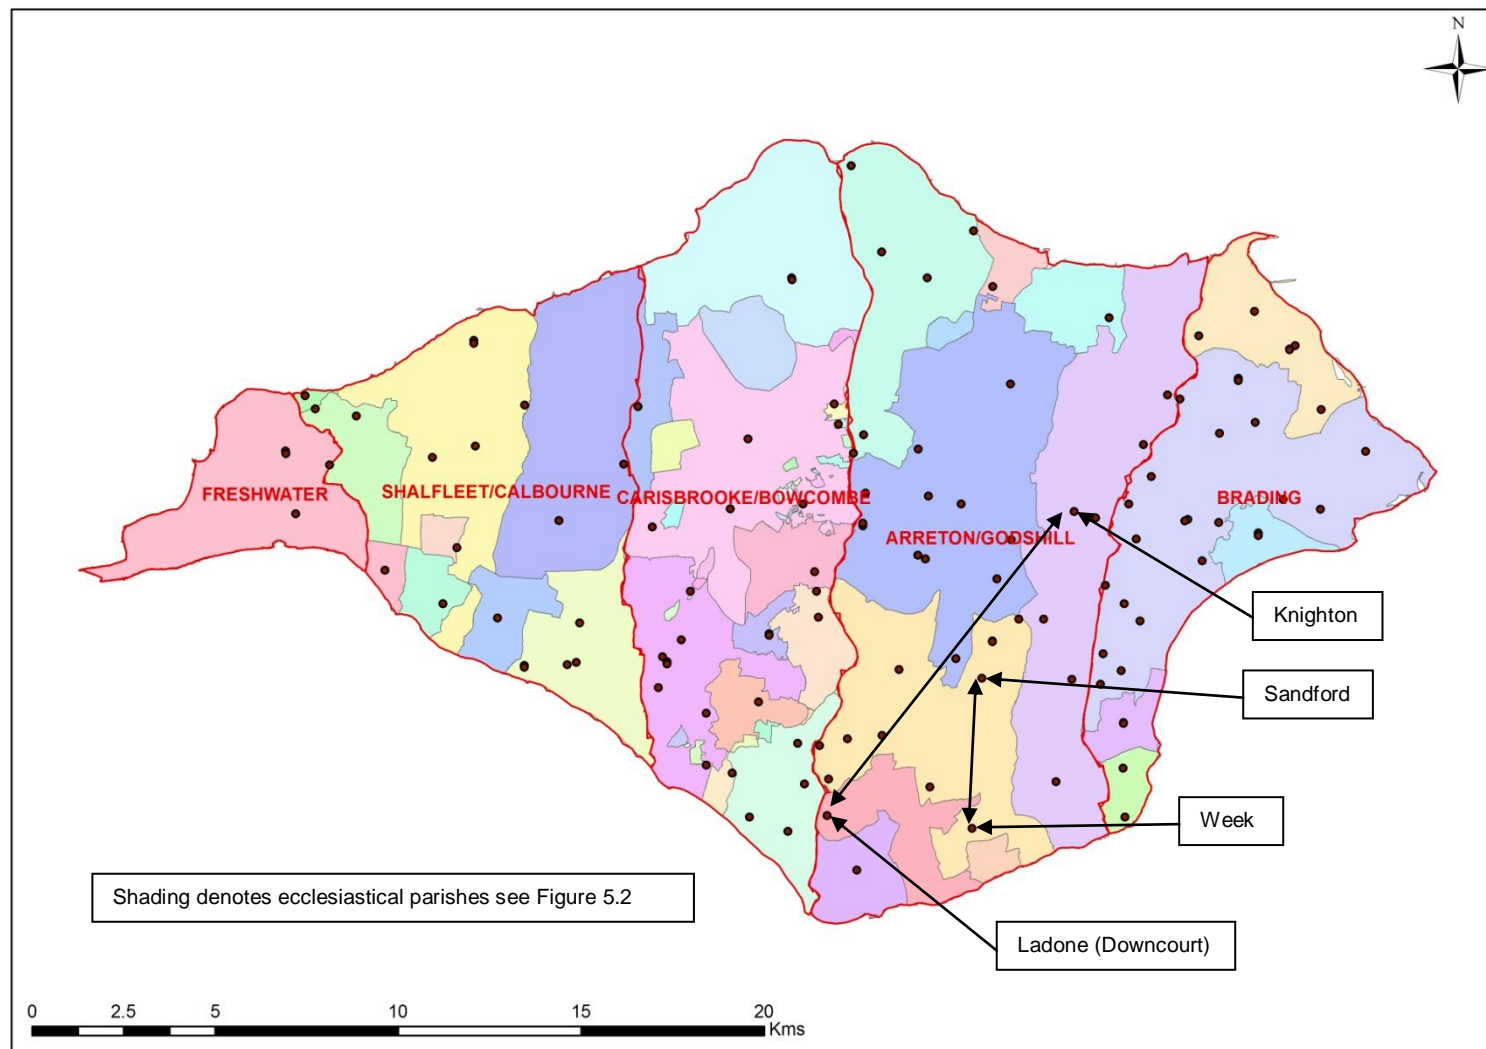 N
FRESHWATER
SHALFLEET/CALBOURNE
CARISBROOKE/BOWCOMBE
ARRETON/GODSHILL
BRADING
Knighton
Sandford
Week
Ladone (Downcourt)
Shading denotes ecclesiastical parishes see Figure 5.2
0 2.5 5 10 15 20
Kms